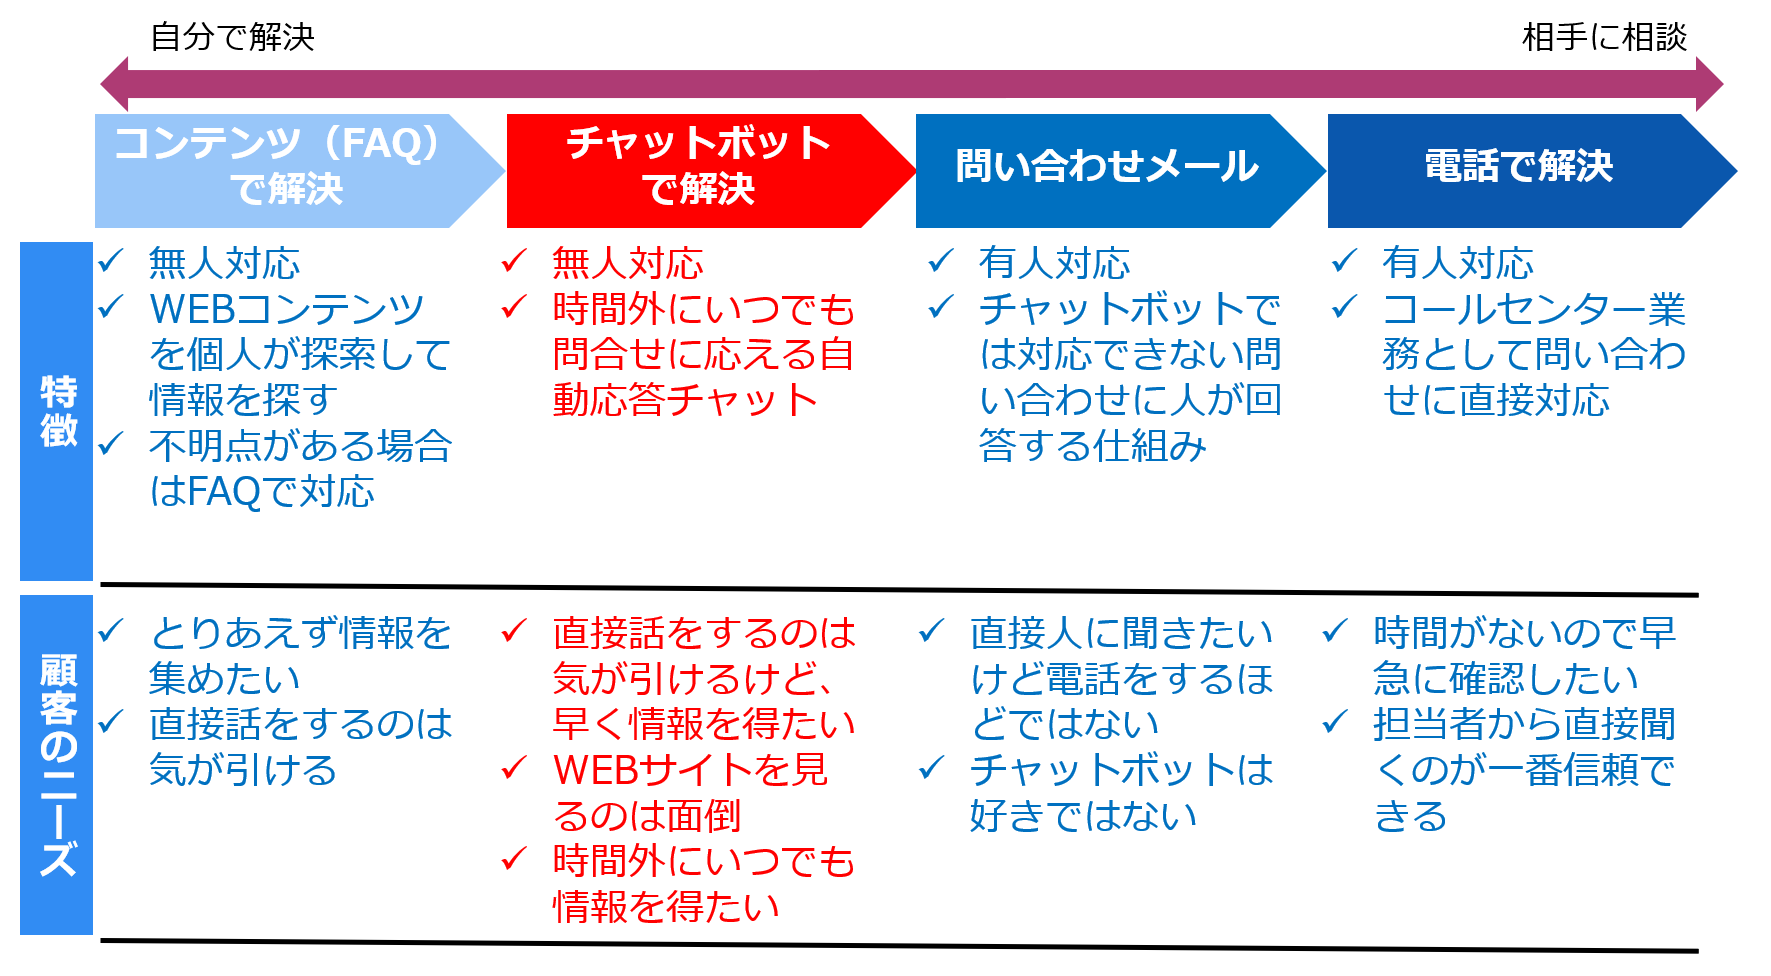 自分で解決
相手に相談
コンテンツ（FAQ）
で解決
チャットボット
で解決
問い合わせメール
電話で解決
特徴
✓ 無人対応
✓ WEBコンテンツ
を個人が探索して
情報を探す
✓ 不明点がある場合
はFAQで対応
✓ 無人対応
✓ 時間外にいつでも
問合せに応える自
動応答チャット
✓ 有人対応
✓ チャットボットで
は対応できない問
い合わせに人が回
答する仕組み
✓ 有人対応
✓ コールセンター業
務として問い合わ
せに直接対応
顧客のニーズ
✓ とりあえず情報を
集めたい
✓ 直接話をするのは
気が引ける
✓ 直接話をするのは
気が引けるけど、
早く情報を得たい
✓ WEBサイトを見
るのは面倒
✓ 時間外にいつでも
情報を得たい
✓ 直接人に聞きたい
けど電話をするほ
どではない
✓ チャットボットは
好きではない
✓ 時間がないので早
急に確認したい
✓ 担当者から直接聞
くのが一番信頼で
きる